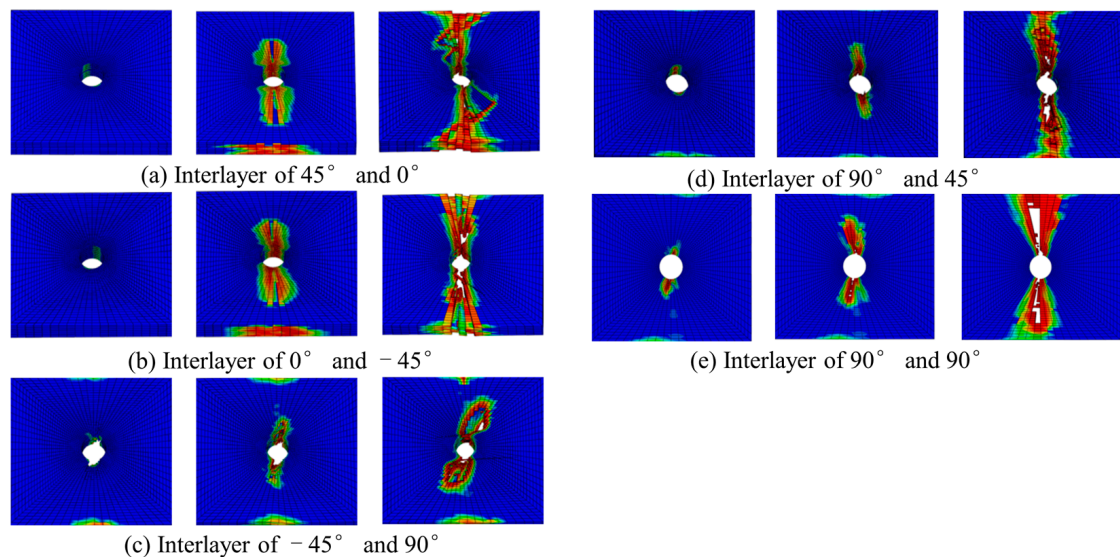 (a) Interlayer of 45° and 0°
(b) Interlayer of 0° and －45°
(c) Interlayer of －45° and 90°
(d) Interlayer of 90° and 45°
(e) Interlayer of 90° and 90°